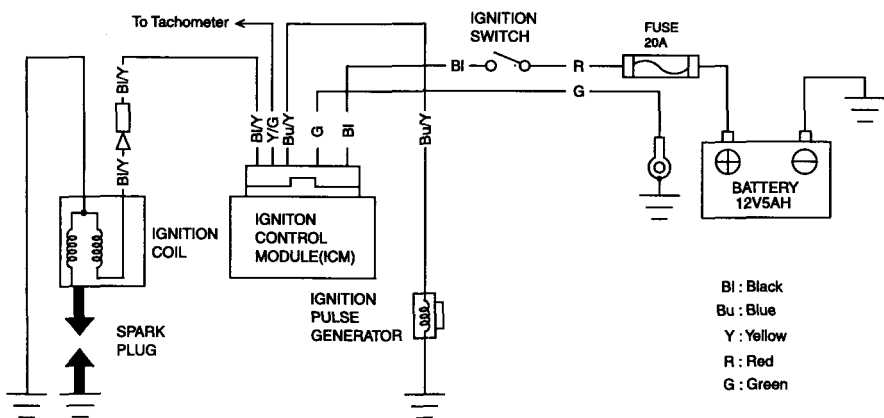 To Tachometer
IGNITION
SWITCH
FUSE
20A
Bl
R
G
Bl/Y
Bl/Y
Bl/Y
Y/G
Bu/Y
G
Bl
Bu/Y
IGNITION
COIL
IGNITON
CONTROL
MODULE(ICM)
BATTERY
12V5AH
IGNITION
PULSE
GENERATOR
SPARK
PLUG
Bl : Black
Bu : Blue
Y : Yellow
R : Red
G : Green